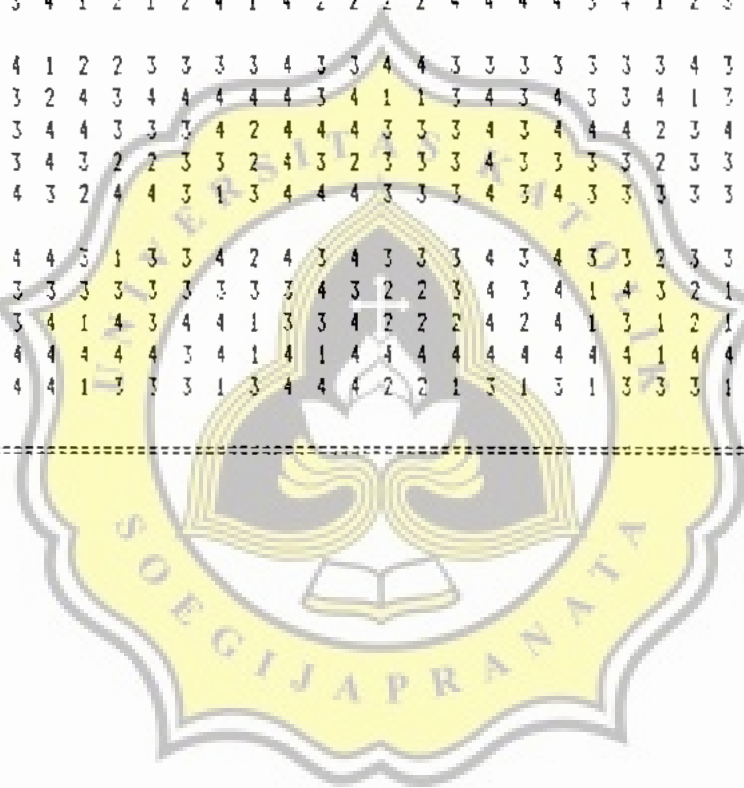 3 4 1 2 1 2 4 1 4 2 2 2 2 4 4 4 4 3 4 1 2 3
4 1 2 2 3 3 3 3 4 3 3 4 4 3 3 3 3 3 3 3 4 3
3 2 4 3 4 4 4 4 4 3 4 1 1 3 4 3 4 3 3 4 1 3
3 4 4 3 3 3 4 2 4 4 4 3 3 3 4 3 4 4 4 2 3 4
3 4 3 2 2 3 3 2 4 3 2 3 3 3 4 3 3 3 3 2 3 3
4 3 2 4 4 3 1 3 4 4 4 3 3 3 4 3 4 3 3 3 3 3
4 4 3 1 3 3 4 2 4 3 4 3 3 3 4 3 4 3 3 2 3 3
3 3 3 3 3 3 3 3 3 4 3 2 2 3 4 3 4 1 4 3 2 1
3 4 1 4 3 4 4 1 3 3 4 2 2 2 4 2 4 1 3 1 2 1
4 4 4 4 4 3 4 1 4 1 4 4 4 4 4 4 4 4 4 1 4 4
4 4 1 3 3 3 1 3 4 4 4 2 2 1 3 1 3 1 3 3 3 1
UNIVERSITAS KATOLIK
SOEGIJAPRANATA